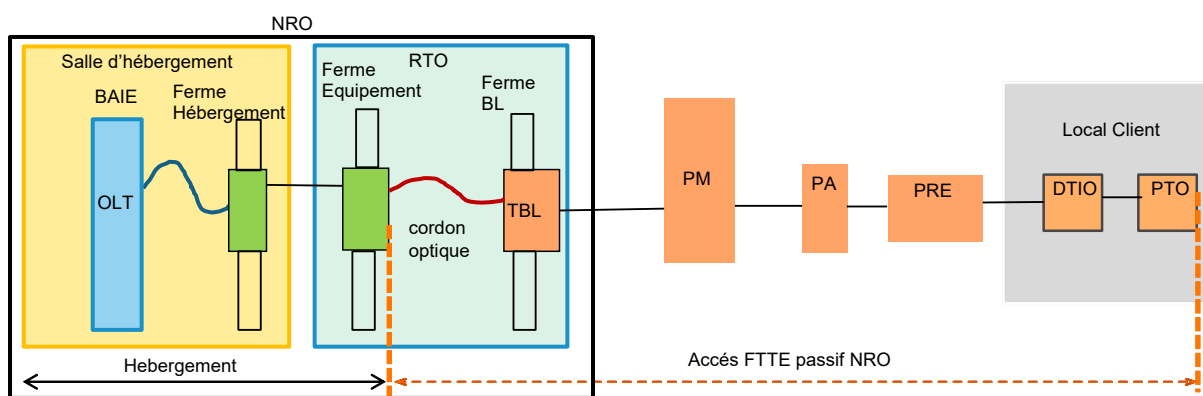 NRO
Salle d’hébergement
RTO
BAIE
Ferme
Hébergement
Ferme
Equipement
Ferme
BL
OLT
TBL
cordon
optique
PM
PA
PRE
Local Client
DTIO
PTO
Hebergement
Accés FTTE passif NRO